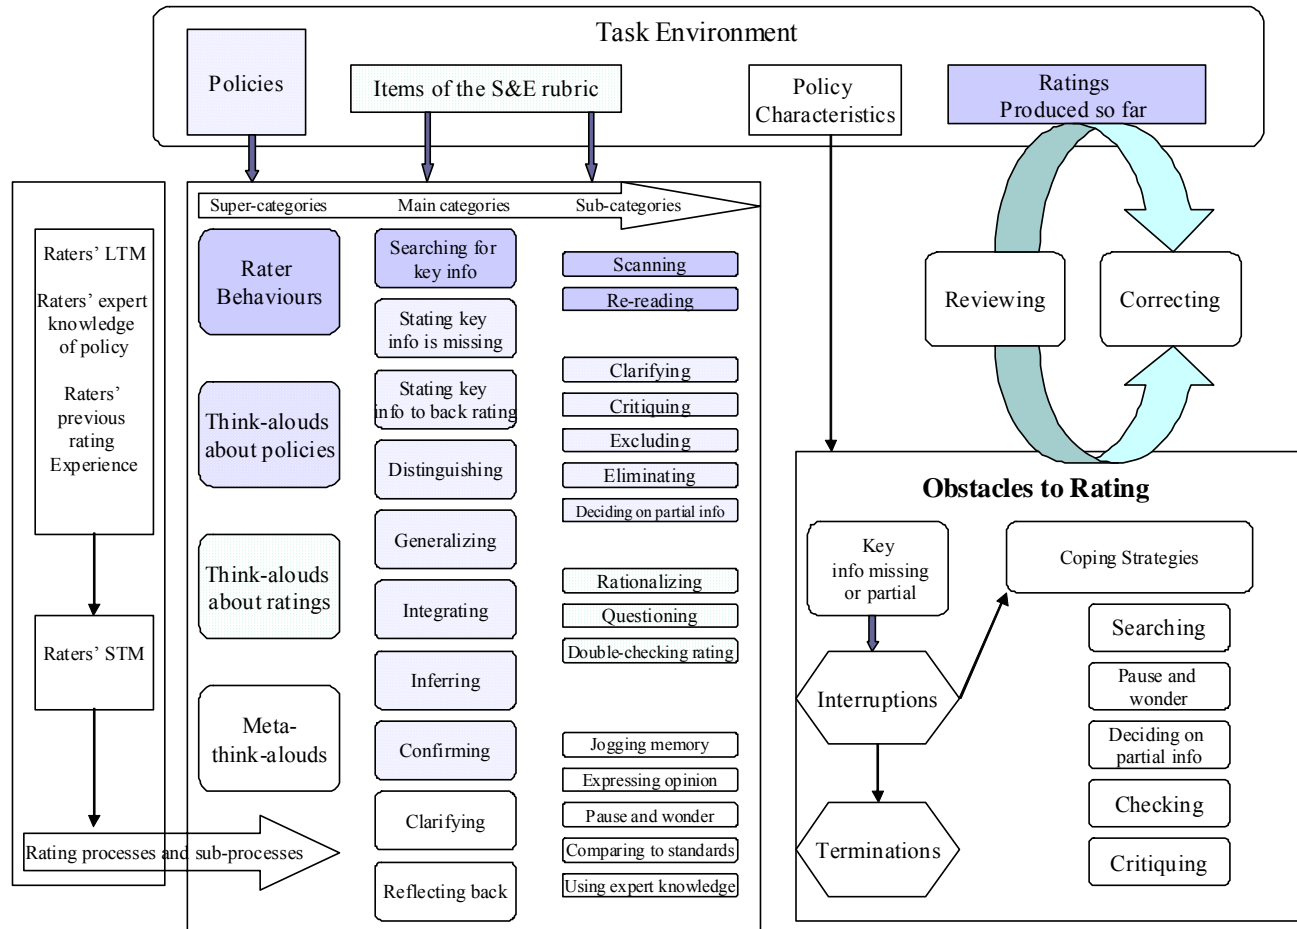 Task Environment
Policies
Items of the S&E rubric
Policy
Characteristics
Ratings
Produced so far
Super-categories
Main categories
Sub-categories
Raters' LTM
Raters' expert
knowledge
of policy
Raters'
previous
rating
Experience
Raters' STM
Rating processes and sub-processes
Rater
Behaviours
Think-alouds
about policies
Think-alouds
about ratings
Meta-
think-alouds
Searching for
key info
Stating key
info is missing
Stating key
info to back rating
Distinguishing
Generalizing
Integrating
Inferring
Confirming
Clarifying
Reflecting back
Scanning
Re-reading
Clarifying
Critiquing
Excluding
Eliminating
Deciding on partial info
Rationalizing
Questioning
Double-checking rating
Jogging memory
Expressing opinion
Pause and wonder
Comparing to standards
Using expert knowledge
Reviewing
Correcting
Obstacles to Rating
Key
info missing
or partial
Interruptions
Terminations
Coping Strategies
Searching
Pause and
wonder
Deciding on
partial info
Checking
Critiquing